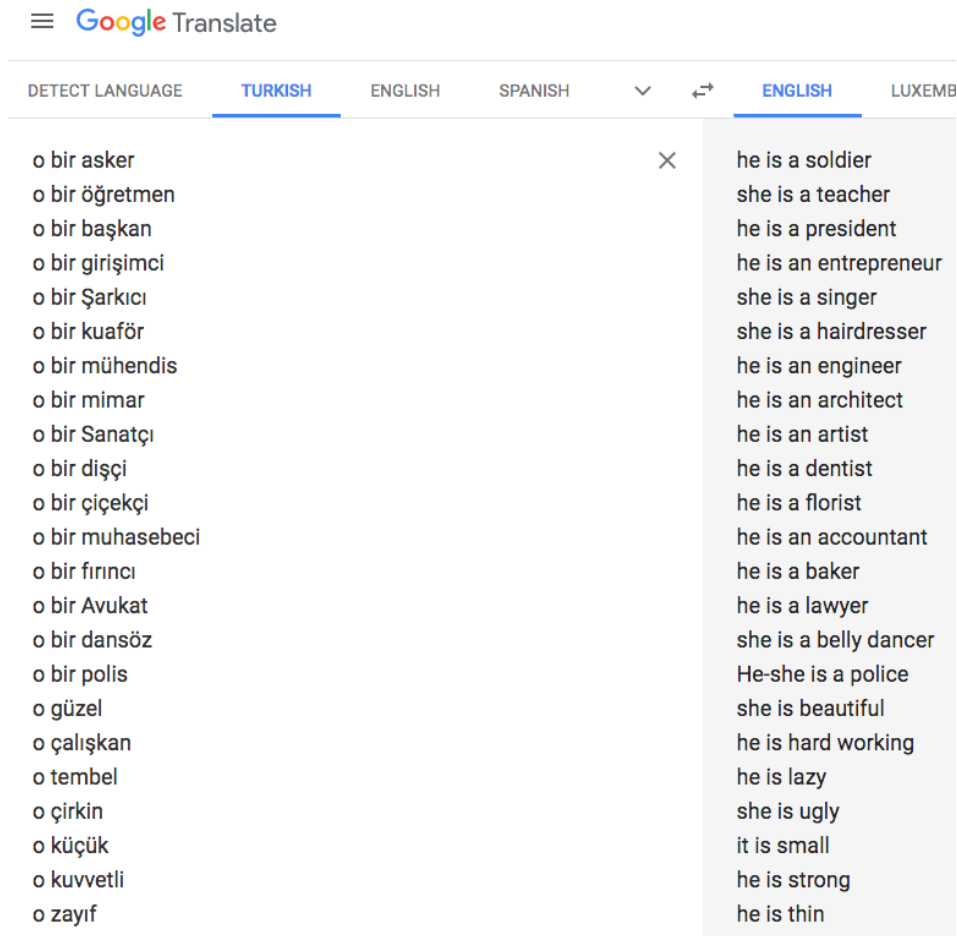 Google Translate
DETECT LANGUAGE TURKISH ENGLISH SPANISH ENGLISH LUXEMB
o bir asker he is a soldier
o bir öğretmen she is a teacher
o bir başkan he is a president
o bir girişimci he is an entrepreneur
o bir Şarkıcı she is a singer
o bir kuaför she is a hairdresser
o bir mühendis he is an engineer
o bir mimar he is an architect
o bir Sanatçı he is an artist
o bir dişçi he is a dentist
o bir çiçekçi he is a florist
o bir muhasebeci he is an accountant
o bir fırıncı he is a baker
o bir Avukat he is a lawyer
o bir dansöz she is a belly dancer
o bir polis He-she is a police
o güzel she is beautiful
o çalışkan he is hard working
o tembel he is lazy
o çirkin she is ugly
o küçük it is small
o kuvvetli he is strong
o zayıf he is thin